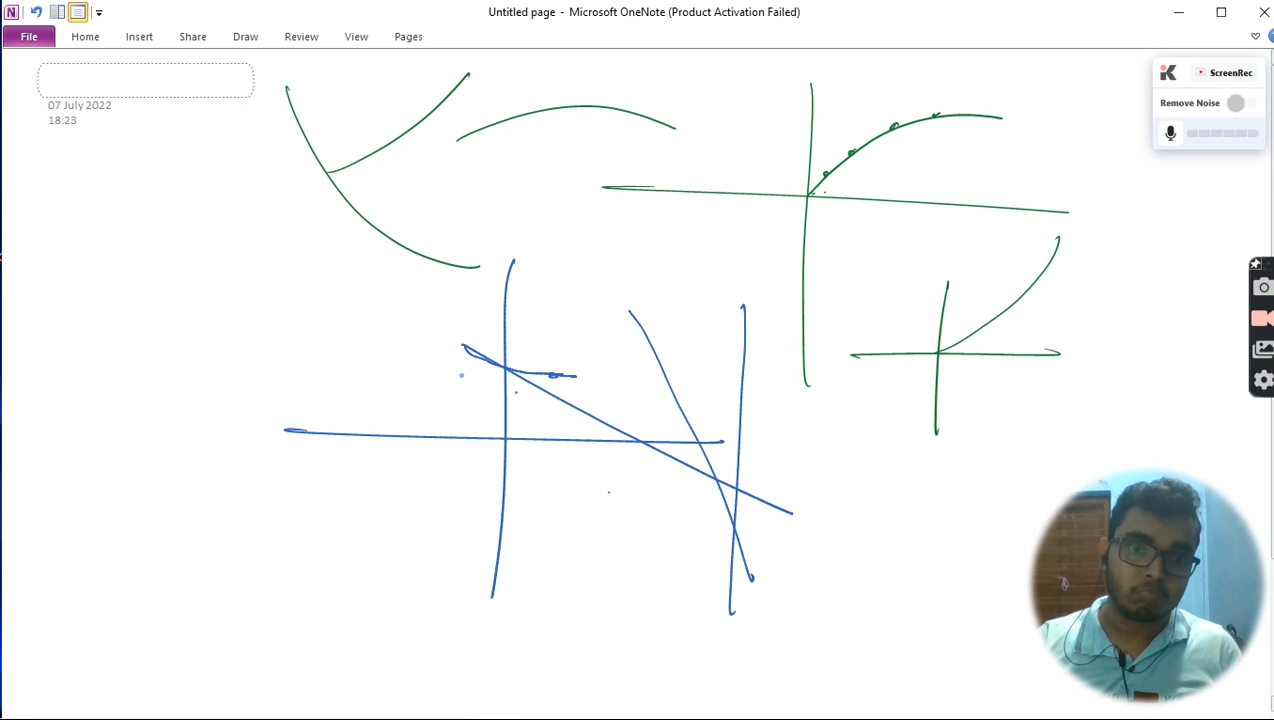 Untitled page - Microsoft OneNote (Product Activation Failed)
File Home Insert Share Draw Review View Pages
ScreenRec
07 July 2022
18:23
Remove Noise